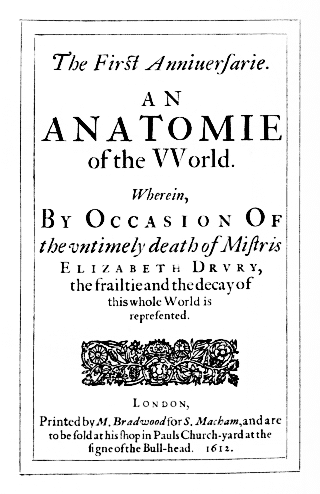 The Firſt Anniuerſarie.
AN
ANATOMIE
of the VVorld.
Wherein,
BY OCCASION OF
the vntimely death of Miſtris
ELIZABETH DRVRY,
the frailtie and the decay of
this whole World is
repreſented.
LONDON,
Printed by M. Bradwood for S. Macham, and are
to be ſold at his ſhop in Pauls Church-yard at the
ſigne of the Bull-head. 1612.